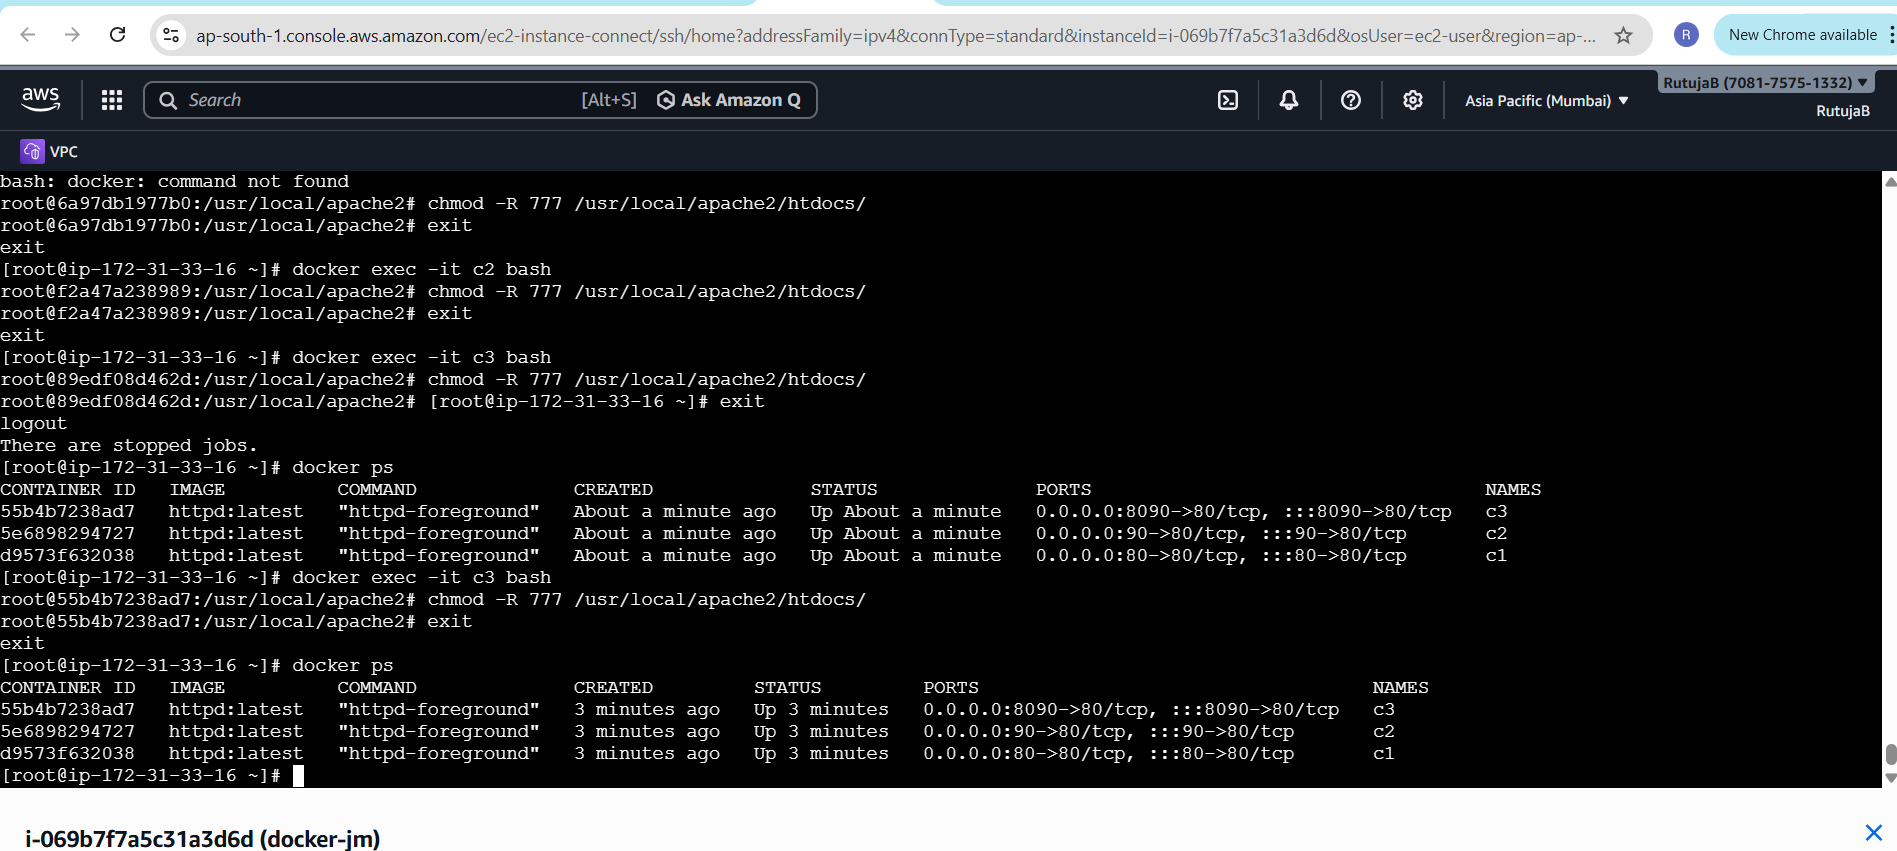 ap-south-1.console.aws.amazon.com/ec2-instance-connect/ssh/home?addressFamily=ipv4&connType=standard&instanceId=i-069b7f7a5c31a3d6d&osUser=ec2-user&region=ap-...
R
New Chrome available
aws
Search [Alt+S] Ask Amazon Q
Asia Pacific (Mumbai) ▼
RutujaB (7081-7575-1332) ▼
RutujaB
VPC
bash: docker: command not found
root@6a97db1977b0:/usr/local/apache2# chmod -R 777 /usr/local/apache2/htdocs/
root@6a97db1977b0:/usr/local/apache2# exit
exit
[root@ip-172-31-33-16 ~]# docker exec -it c2 bash
root@f2a47a238989:/usr/local/apache2# chmod -R 777 /usr/local/apache2/htdocs/
root@f2a47a238989:/usr/local/apache2# exit
exit
[root@ip-172-31-33-16 ~]# docker exec -it c3 bash
root@89edf08d462d:/usr/local/apache2# chmod -R 777 /usr/local/apache2/htdocs/
root@89edf08d462d:/usr/local/apache2# [root@ip-172-31-33-16 ~]# exit
logout
There are stopped jobs.
[root@ip-172-31-33-16 ~]# docker ps
CONTAINER ID   IMAGE          COMMAND              CREATED              STATUS              PORTS                                   NAMES
55b4b7238ad7   httpd:latest   "httpd-foreground"   About a minute ago   Up About a minute   0.0.0.0:8090->80/tcp, :::8090->80/tcp   c3
5e6898294727   httpd:latest   "httpd-foreground"   About a minute ago   Up About a minute   0.0.0.0:90->80/tcp, :::90->80/tcp       c2
d9573f632038   httpd:latest   "httpd-foreground"   About a minute ago   Up About a minute   0.0.0.0:80->80/tcp, :::80->80/tcp       c1
[root@ip-172-31-33-16 ~]# docker exec -it c3 bash
root@55b4b7238ad7:/usr/local/apache2# chmod -R 777 /usr/local/apache2/htdocs/
root@55b4b7238ad7:/usr/local/apache2# exit
exit
[root@ip-172-31-33-16 ~]# docker ps
CONTAINER ID   IMAGE          COMMAND              CREATED         STATUS         PORTS                                   NAMES
55b4b7238ad7   httpd:latest   "httpd-foreground"   3 minutes ago   Up 3 minutes   0.0.0.0:8090->80/tcp, :::8090->80/tcp   c3
5e6898294727   httpd:latest   "httpd-foreground"   3 minutes ago   Up 3 minutes   0.0.0.0:90->80/tcp, :::90->80/tcp       c2
d9573f632038   httpd:latest   "httpd-foreground"   3 minutes ago   Up 3 minutes   0.0.0.0:80->80/tcp, :::80->80/tcp       c1
[root@ip-172-31-33-16 ~]#
i-069b7f7a5c31a3d6d (docker-jm)